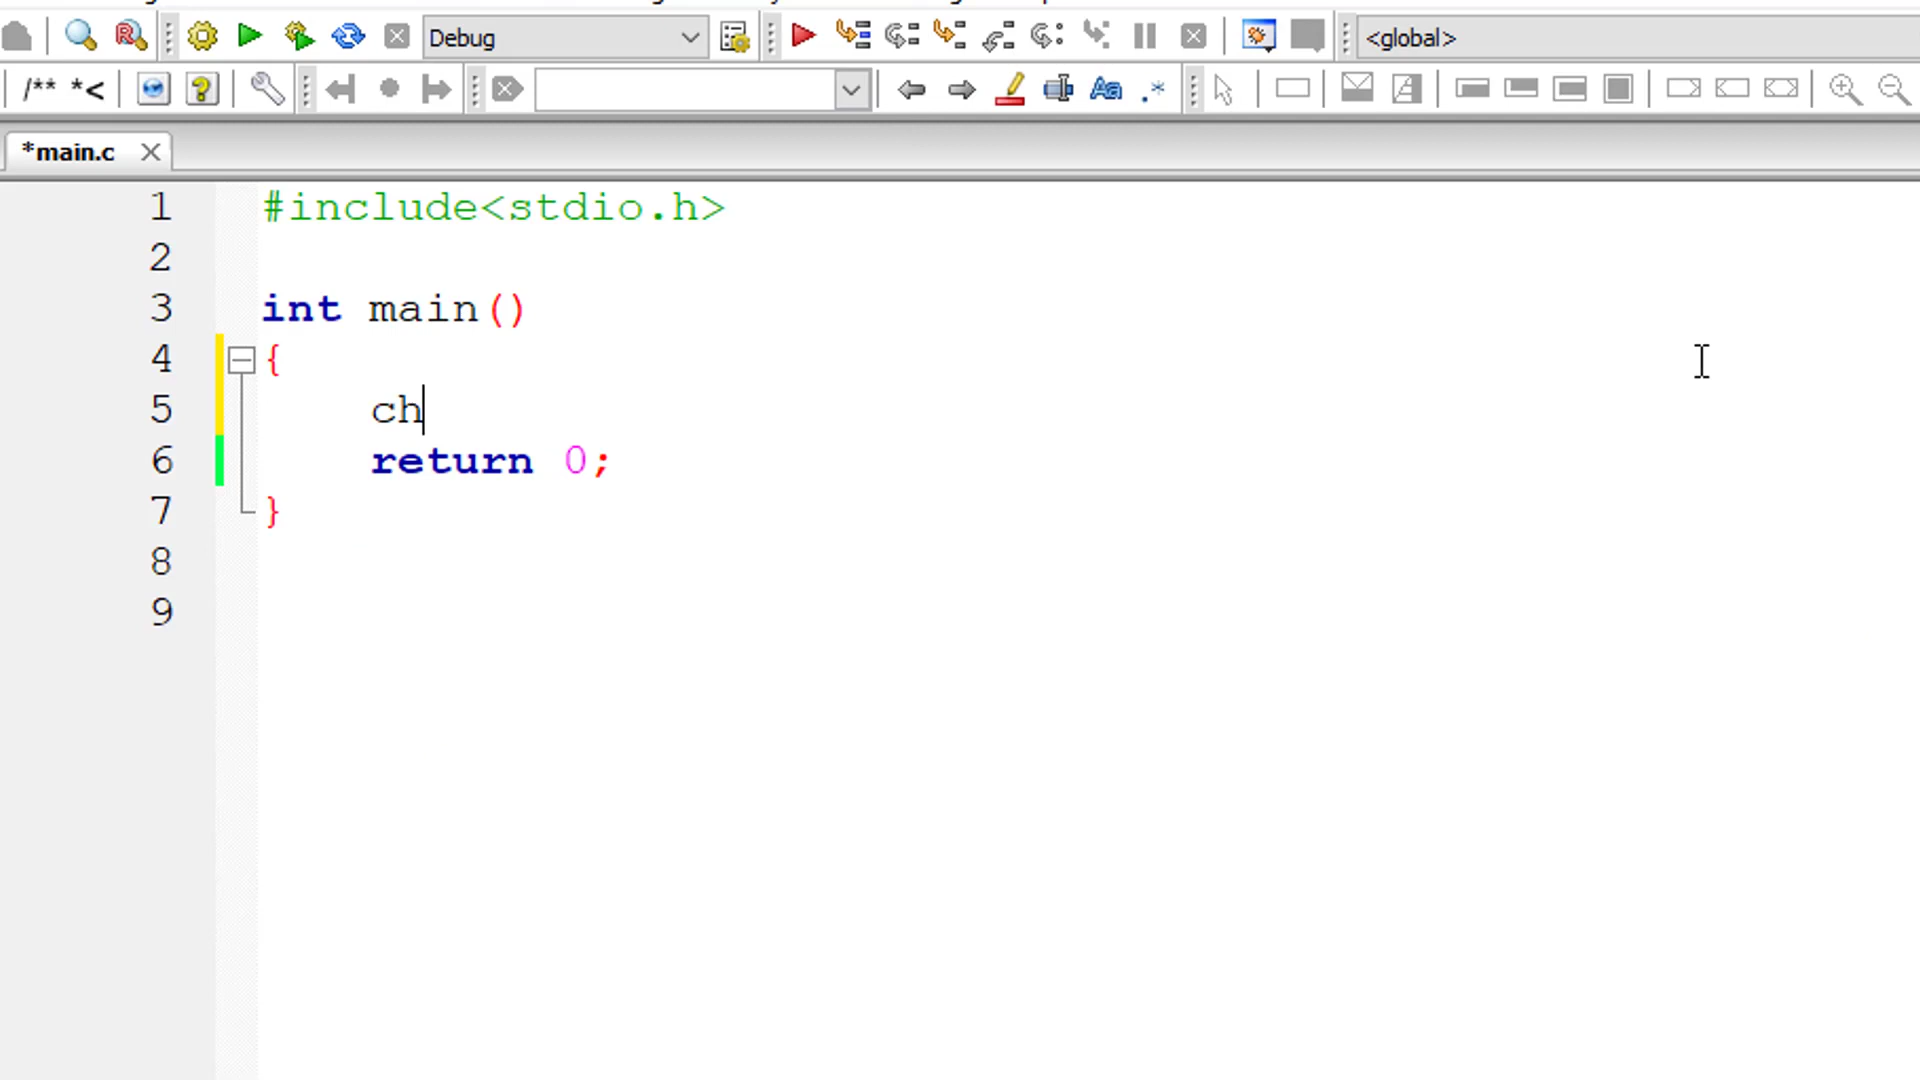 Debug
<global>
/** *<
Aa
.*
*main.c
1 #include<stdio.h>
2
3 int main()
4 {
5 ch
6 return 0;
7 }
8
9